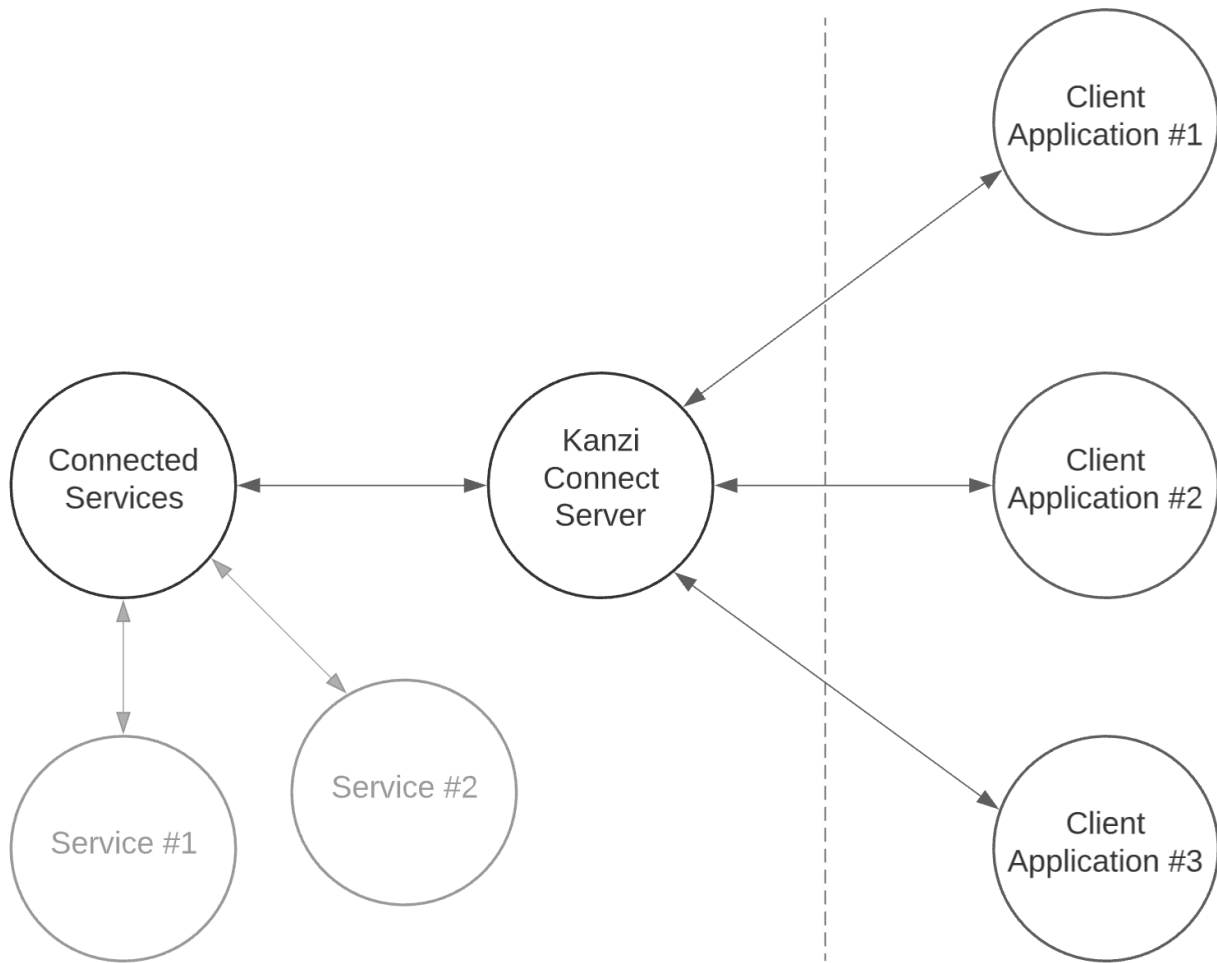 Client
Application #1
Connected
Services
Kanzi
Connect
Server
Client
Application #2
Service #1
Service #2
Client
Application #3